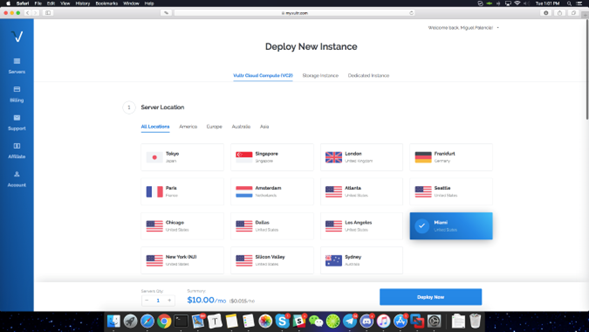 Safari File Edit View History Bookmarks Window Help
Tue 1:01 PM
my.vultr.com
Welcome back, Miguel Palencia!
Deploy New Instance
Vultr Cloud Compute (VC2) Storage Instance Dedicated Instance
Servers
Billing
Support
Affiliate
Account
1 Server Location
All Locations America Europe Australia Asia
Tokyo
Japan
Singapore
Singapore
London
United Kingdom
Frankfurt
Germany
Paris
France
Amsterdam
Netherlands
Atlanta
United States
Seattle
United States
Chicago
United States
Dallas
United States
Los Angeles
United States
Miami
United States
New York (NJ)
United States
Silicon Valley
United States
Sydney
Australia
Servers Qty:
- 1 +
Summary:
$10.00 /mo ($0.015/hr)
Deploy Now